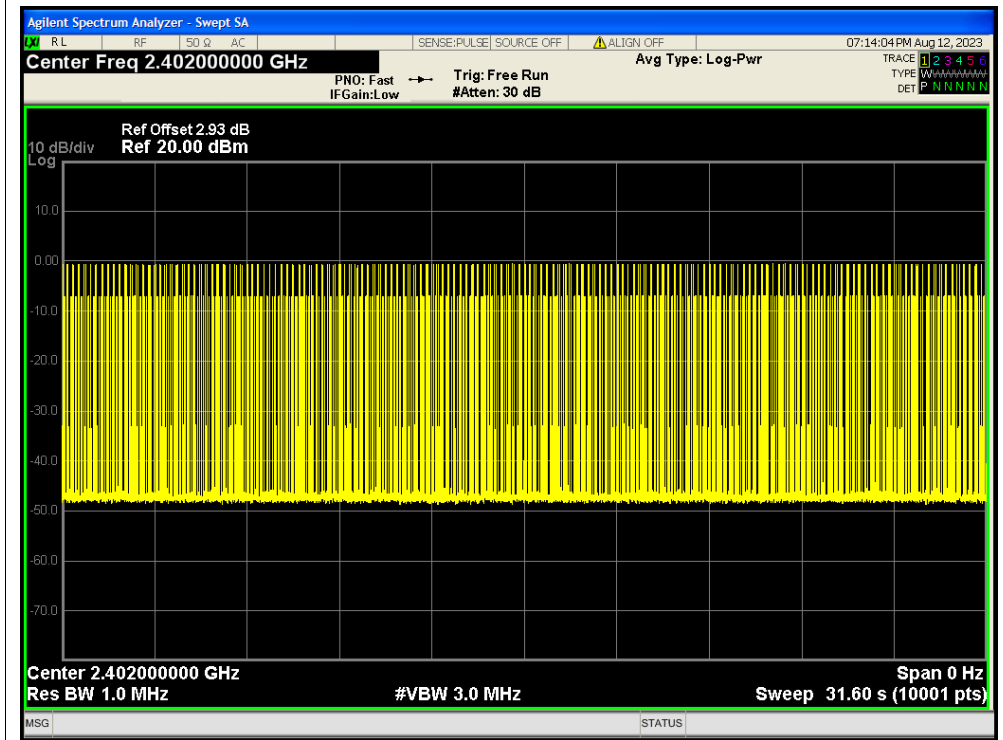 Agilent Spectrum Analyzer - Swept SA
LXI RL RF 50 Ω AC SENSE:PULSE SOURCE OFF ALIGN OFF 07:14:04 PM Aug 12, 2023
Center Freq 2.402000000 GHz Avg Type: Log-Pwr TRACE 1 2 3 4 5 6
PNO: Fast Trig: Free Run TYPE WWWWWWW
IFGain:Low #Atten: 30 dB DET P N N N N N
Ref Offset 2.93 dB
10 dB/div Ref 20.00 dBm
Log
10.0
0.00
-10.0
-20.0
-30.0
-40.0
-50.0
-60.0
-70.0
Center 2.402000000 GHz Span 0 Hz
Res BW 1.0 MHz #VBW 3.0 MHz Sweep 31.60 s (10001 pts)
MSG STATUS